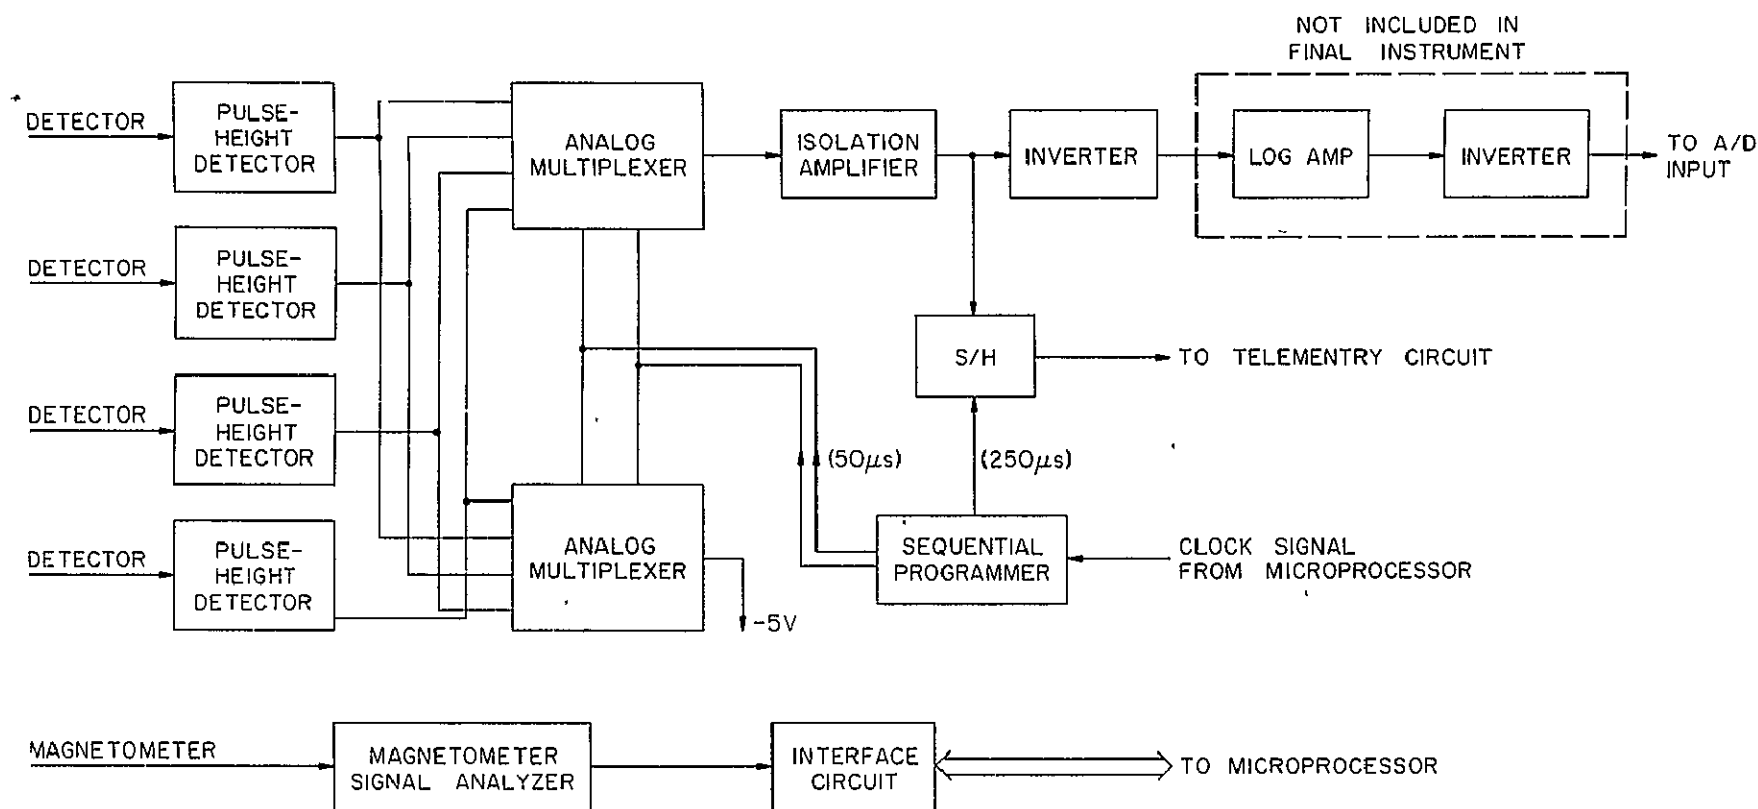 NOT INCLUDED IN
FINAL INSTRUMENT
DETECTOR
PULSE-
HEIGHT
DETECTOR
ANALOG
MULTIPLEXER
ISOLATION
AMPLIFIER
INVERTER
LOG AMP
INVERTER
TO A/D
INPUT
DETECTOR
PULSE-
HEIGHT
DETECTOR
S/H
TO TELEMENTRY CIRCUIT
DETECTOR
PULSE-
HEIGHT
DETECTOR
(50μs)
(250μs)
DETECTOR
PULSE-
HEIGHT
DETECTOR
ANALOG
MULTIPLEXER
-5V
SEQUENTIAL
PROGRAMMER
CLOCK SIGNAL
FROM MICROPROCESSOR
MAGNETOMETER
MAGNETOMETER
SIGNAL ANALYZER
INTERFACE
CIRCUIT
TO MICROPROCESSOR